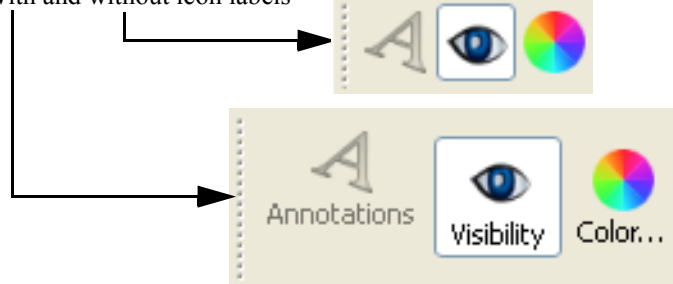 with and without icon labels
Annotations
Visibility
Color...